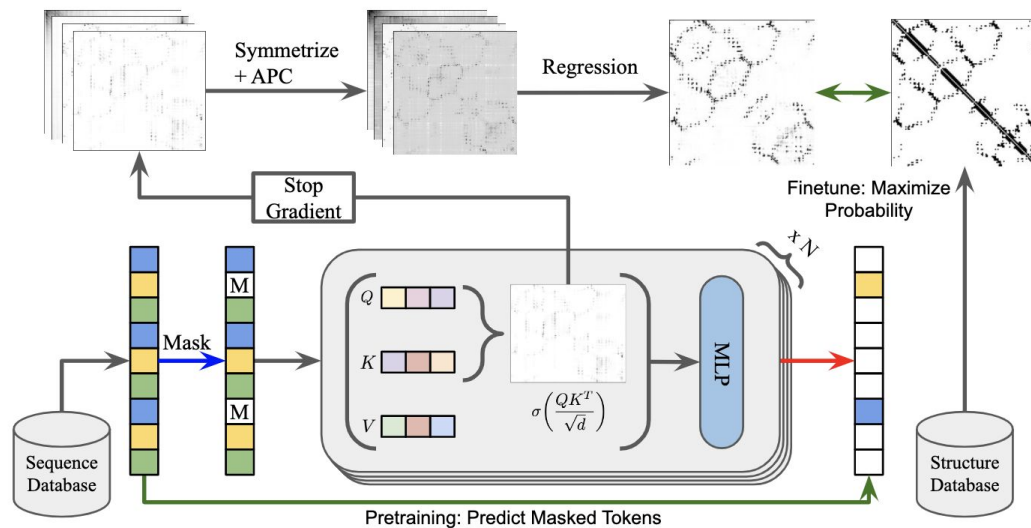 Symmetrize
+ APC
Regression
Stop
Gradient
Finetune: Maximize
Probability
x N
Mask
M
M
Q
K
V
σ(QK^T/√d)
MLP
Sequence
Database
Structure
Database
Pretraining: Predict Masked Tokens